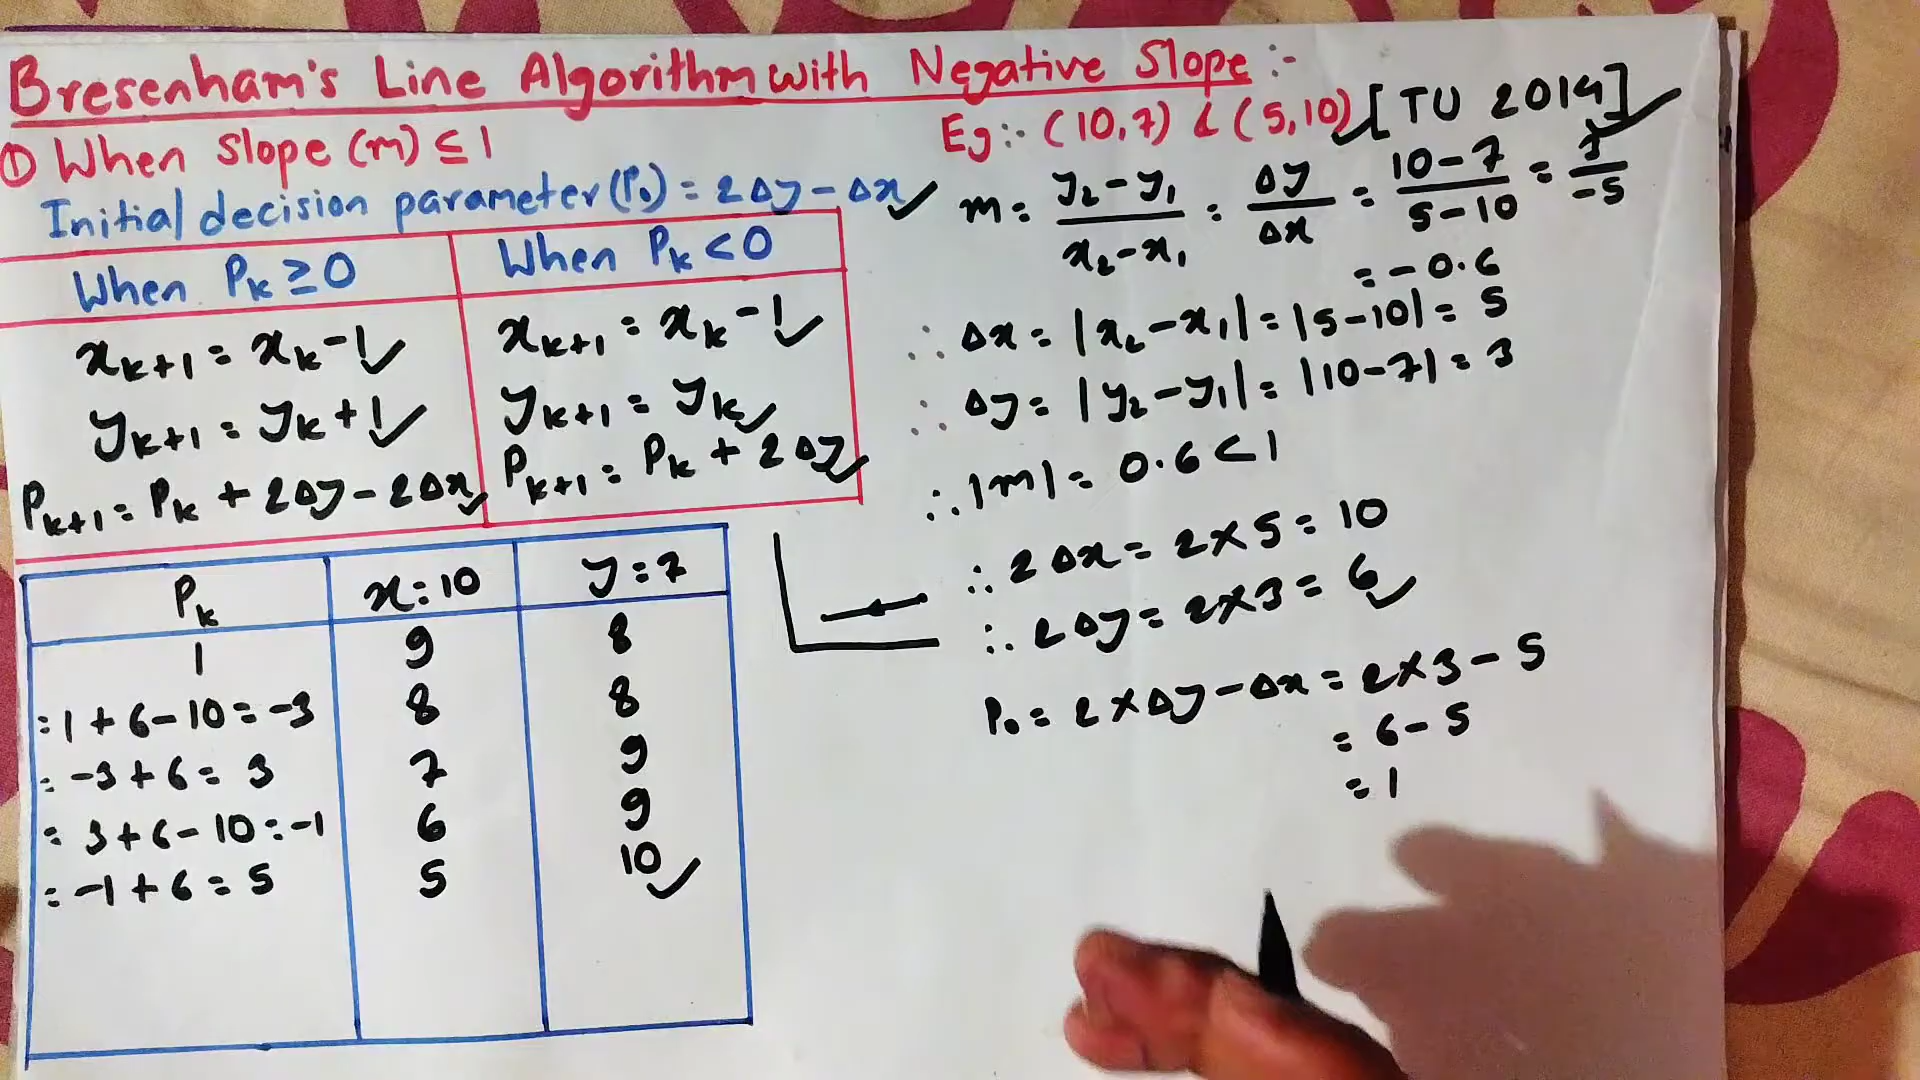 Bresenham's Line Algorithm with Negative Slope :-
① When Slope (m) ≤ 1
Initial decision parameter (P₀) = 2Δy - Δx ✓
When Pk ≥ 0
When Pk < 0
xk+1 = xk - 1 ✓
xk+1 = xk - 1 ✓
yk+1 = yk + 1 ✓
yk+1 = yk ✓
Pk+1 = Pk + 2Δy - 2Δx ✓
Pk+1 = Pk + 2Δy ✓
Pk x = 10 y = 7
1 9 8
= 1 + 6 - 10 = -3 8 8
= -3 + 6 = 3 7 9
= 3 + 6 - 10 = -1 6 9
= -1 + 6 = 5 5 10 ✓
Eg :- (10,7) & (5,10) ✓ [TU 2014] ✓
m = y₂ - y₁ / x₂ - x₁ = Δy / Δx = 10 - 7 / 5 - 10 = 3 / -5
= -0.6
∴ Δx = |x₂ - x₁| = |5 - 10| = 5
∴ Δy = |y₂ - y₁| = |10 - 7| = 3
∴ |m| = 0.6 < 1
∴ 2Δx = 2 × 5 = 10
∴ 2Δy = 2 × 3 = 6 ✓
P₀ = 2 × Δy - Δx = 2 × 3 - 5
= 6 - 5
= 1